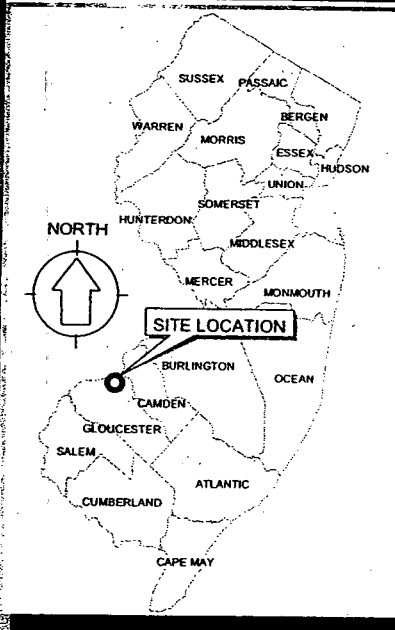 SUSSEX
PASSAIC
BERGEN
WARREN
MORRIS
ESSEX
HUDSON
UNION
SOMERSET
HUNTERDON
NORTH
MIDDLESEX
MERCER
MONMOUTH
SITE LOCATION
BURLINGTON
OCEAN
CAMDEN
GLOUCESTER
SALEM
ATLANTIC
CUMBERLAND
CAPE MAY